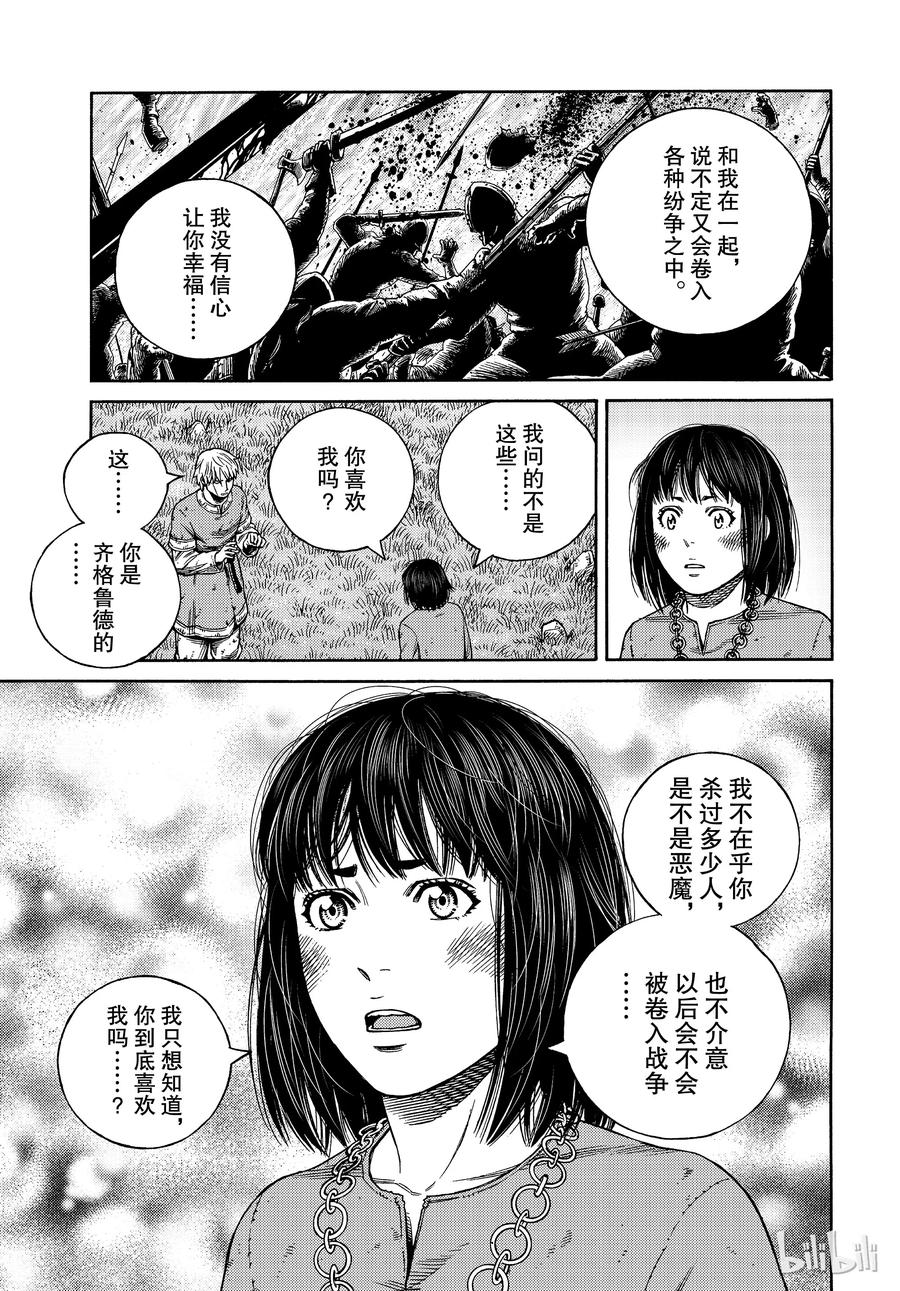 和我在一起，
说不定又会卷入
各种纷争之中。
我没有信心
让你幸福……
我问的不是
这些……
你喜欢
我吗？
这……
你是
齐格鲁德的
……
我不在乎你
杀过多少人，
是不是恶魔，
也不介意
以后会不会
被卷入战争
……
我只想知道，
你到底喜欢
我吗……？
bilibili